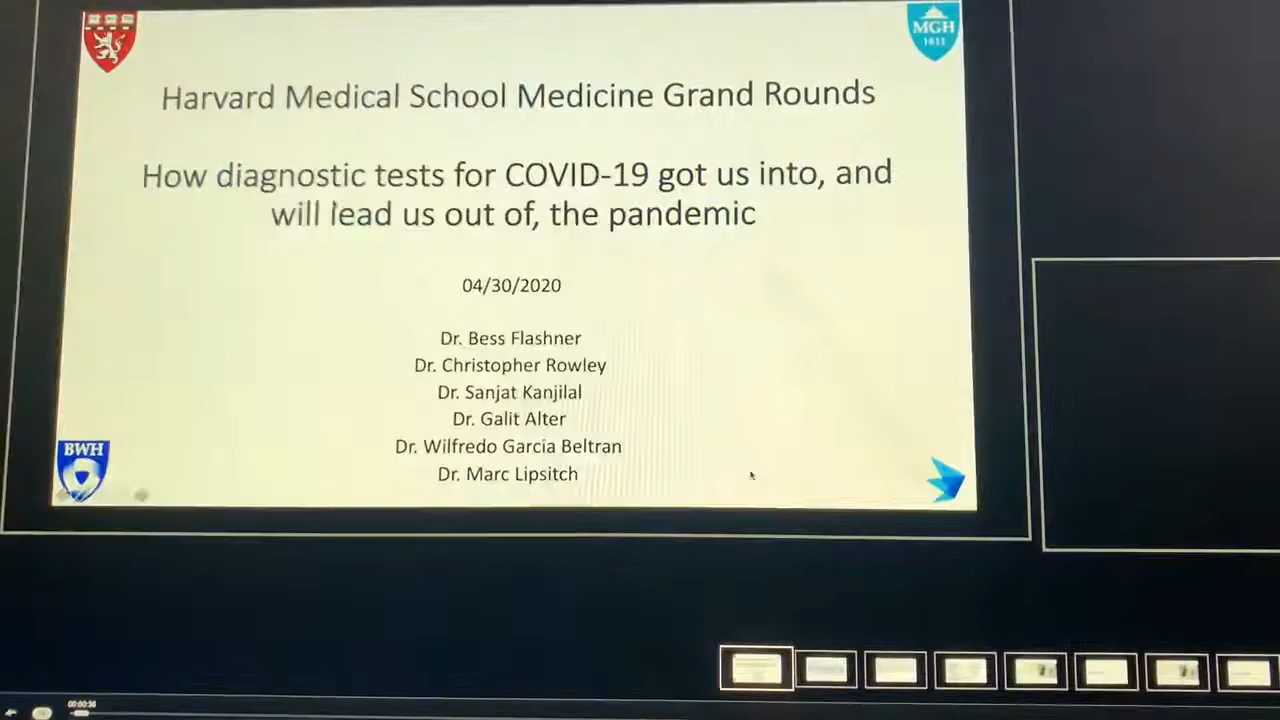 MGH
1811
Harvard Medical School Medicine Grand Rounds
How diagnostic tests for COVID-19 got us into, and
will lead us out of, the pandemic
04/30/2020
Dr. Bess Flashner
Dr. Christopher Rowley
Dr. Sanjat Kanjilal
Dr. Galit Alter
Dr. Wilfredo Garcia Beltran
Dr. Marc Lipsitch
BWH